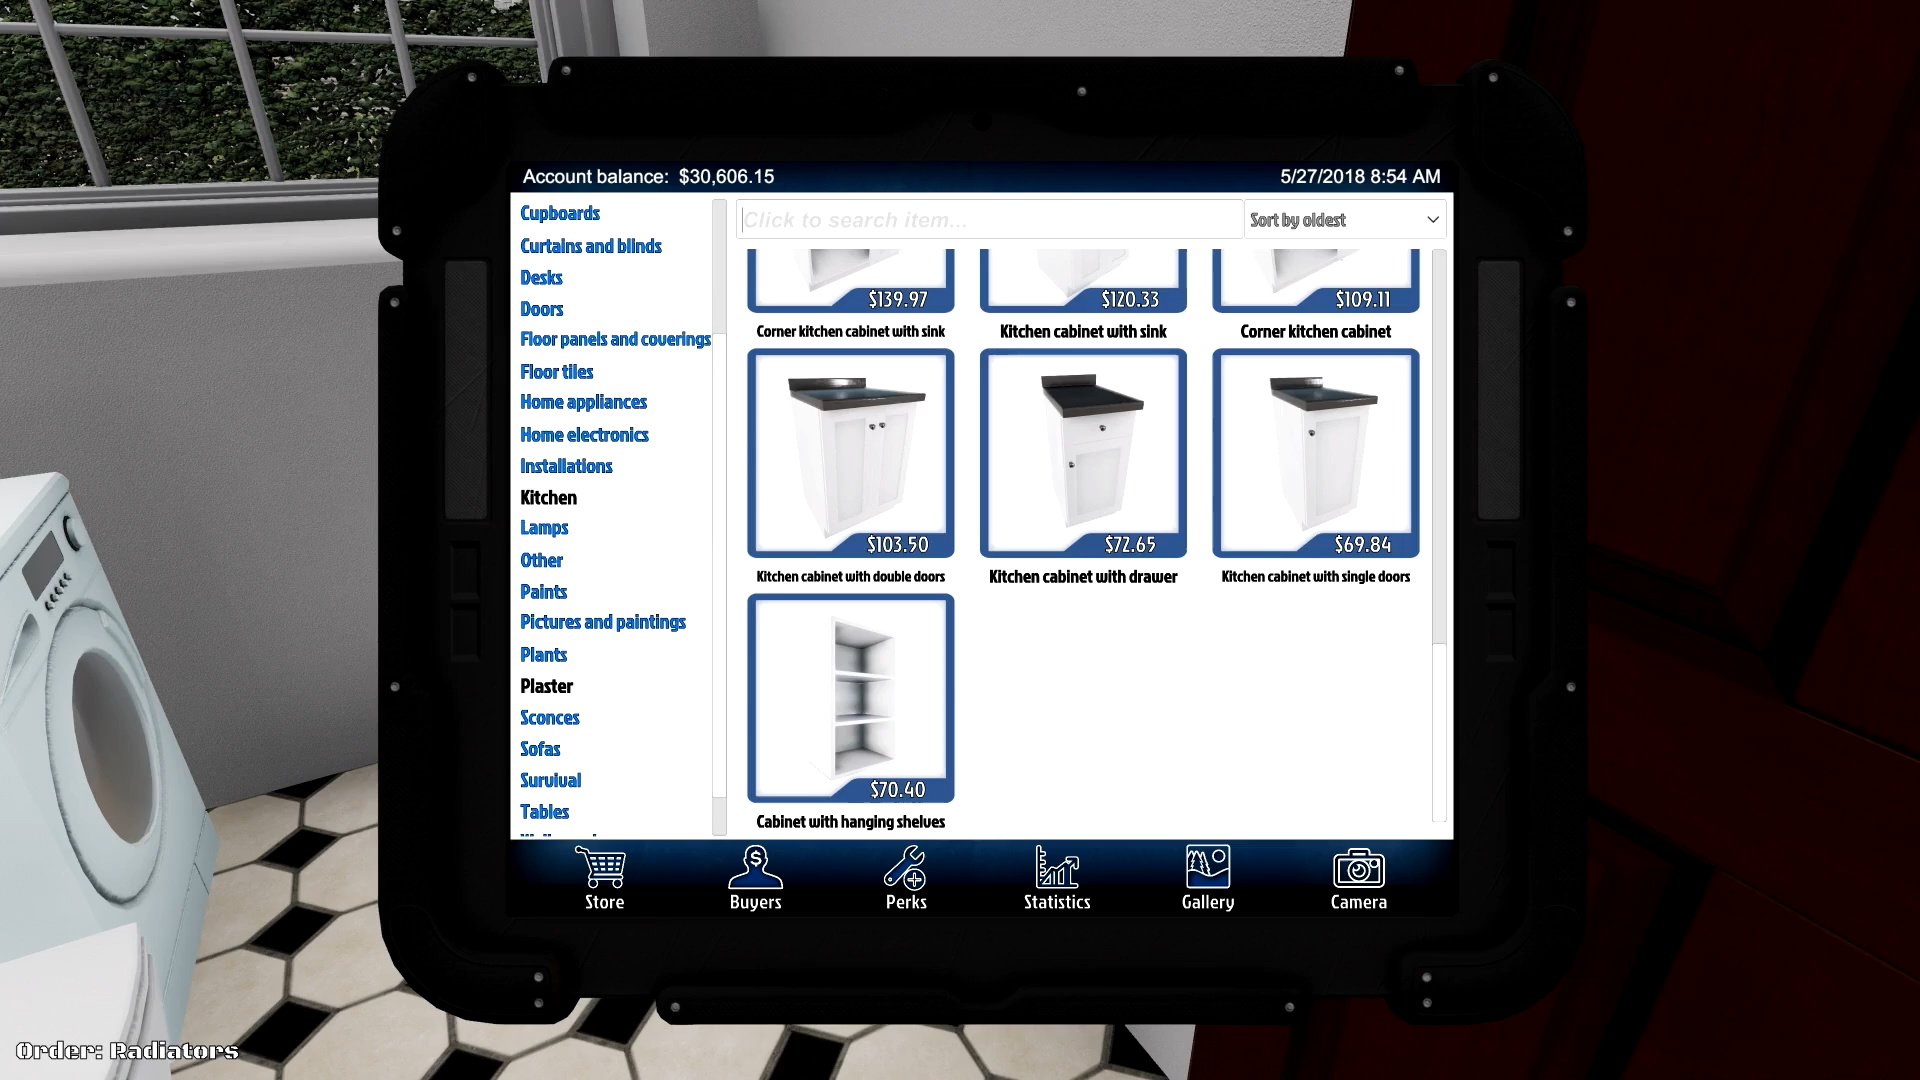 Account balance: $30,606.15
5/27/2018 8:54 AM
Cupboards
Curtains and blinds
Desks
Doors
Floor panels and coverings
Floor tiles
Home appliances
Home electronics
Installations
Kitchen
Lamps
Other
Paints
Pictures and paintings
Plants
Plaster
Sconces
Sofas
Survival
Tables
Click to search item...
Sort by oldest
$139.97
$120.33
$109.11
Corner kitchen cabinet with sink
Kitchen cabinet with sink
Corner kitchen cabinet
$103.50
$72.65
$69.84
Kitchen cabinet with double doors
Kitchen cabinet with drawer
Kitchen cabinet with single doors
$70.40
Cabinet with hanging shelves
Store
Buyers
Perks
Statistics
Gallery
Camera
Order: Radiators